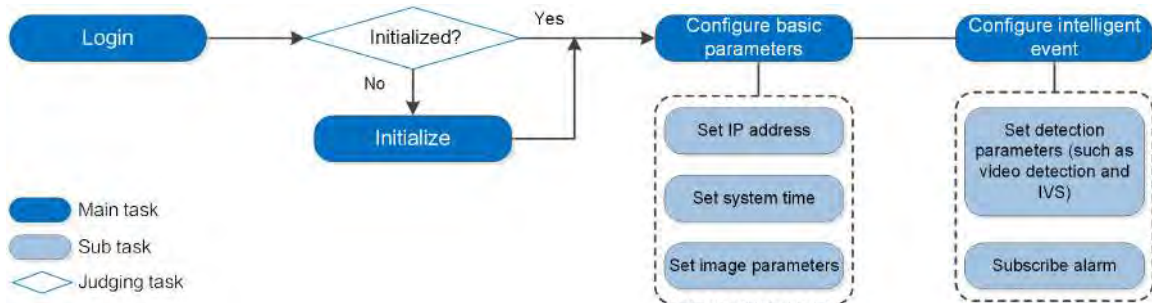 Login
Initialized?
Yes
No
Initialize
Configure basic
parameters
Set IP address
Set system time
Set image parameters
Configure intelligent
event
Set detection
parameters (such as
video detection and
IVS)
Subscribe alarm
Main task
Sub task
Judging task